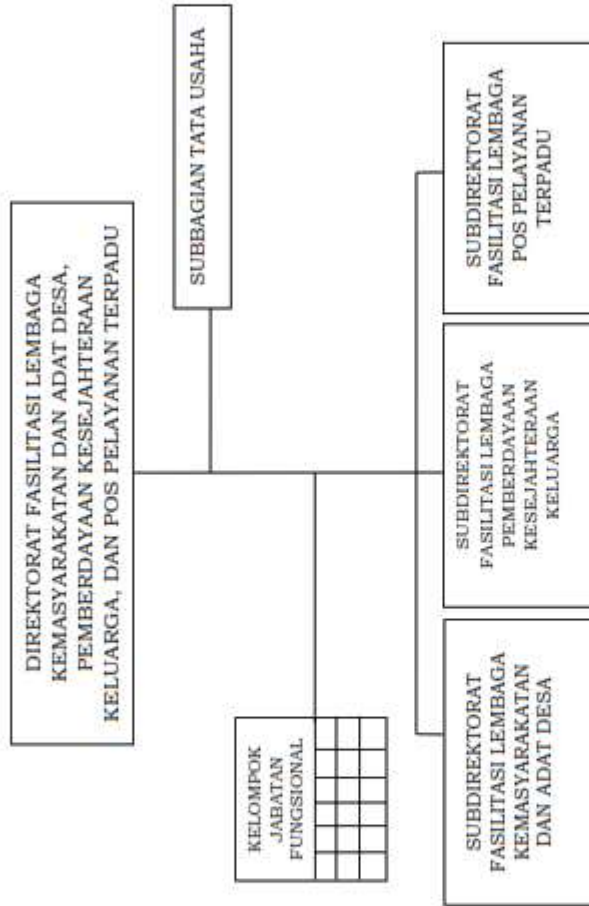 DIREKTORAT FASILITASI LEMBAGA
KEMASYARAKATAN DAN ADAT DESA,
PEMBERDAYAAN KESEJAHTERAAN
KELUARGA, DAN POS PELAYANAN TERPADU
SUBBAGIAN TATA USAHA
KELOMPOK
JABATAN
FUNGSIONAL
SUBDIREKTORAT
FASILITASI LEMBAGA
KEMASYARAKATAN
DAN ADAT DESA
SUBDIREKTORAT
FASILITASI LEMBAGA
PEMBERDAYAAN
KESEJAHTERAAN
KELUARGA
SUBDIREKTORAT
FASILITASI LEMBAGA
POS PELAYANAN
TERPADU